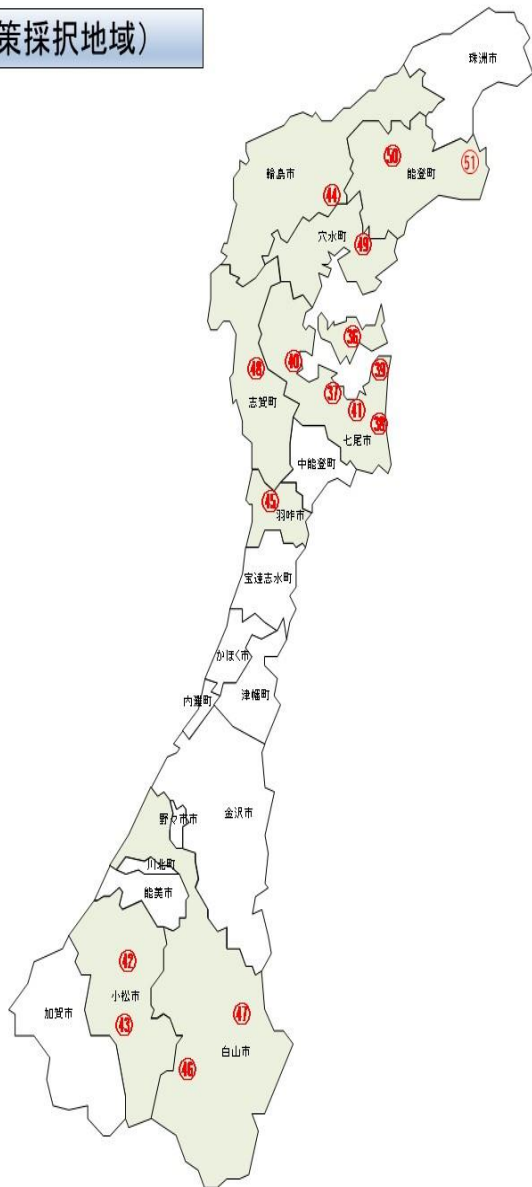 策採択地域）
珠洲市
50
能登町
51
輪島市
44
穴水町
49
36
48
40
39
37
志賀町
41
38
七尾市
中能登町
45
羽咋市
宝達志水町
かほく市
内灘町
津幡町
野々市市
金沢市
川北町
能美市
42
小松市
加賀市
43
47
白山市
46